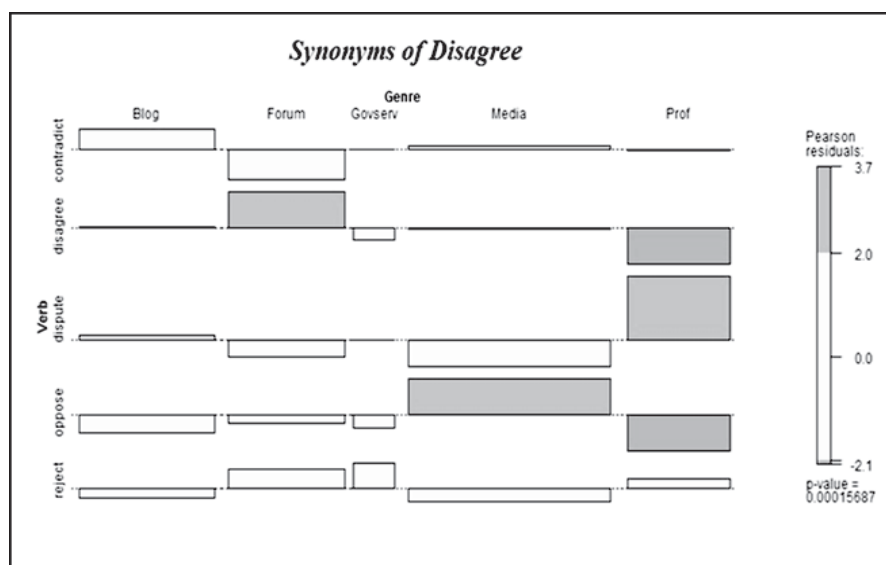 Synonyms of Disagree
Genre
Blog Forum Govserv Media Prof
Verb
contradict
disagree
dispute
oppose
reject
Pearson
residuals:
3.7
2.0
0.0
-2.1
p-value =
0.00015687